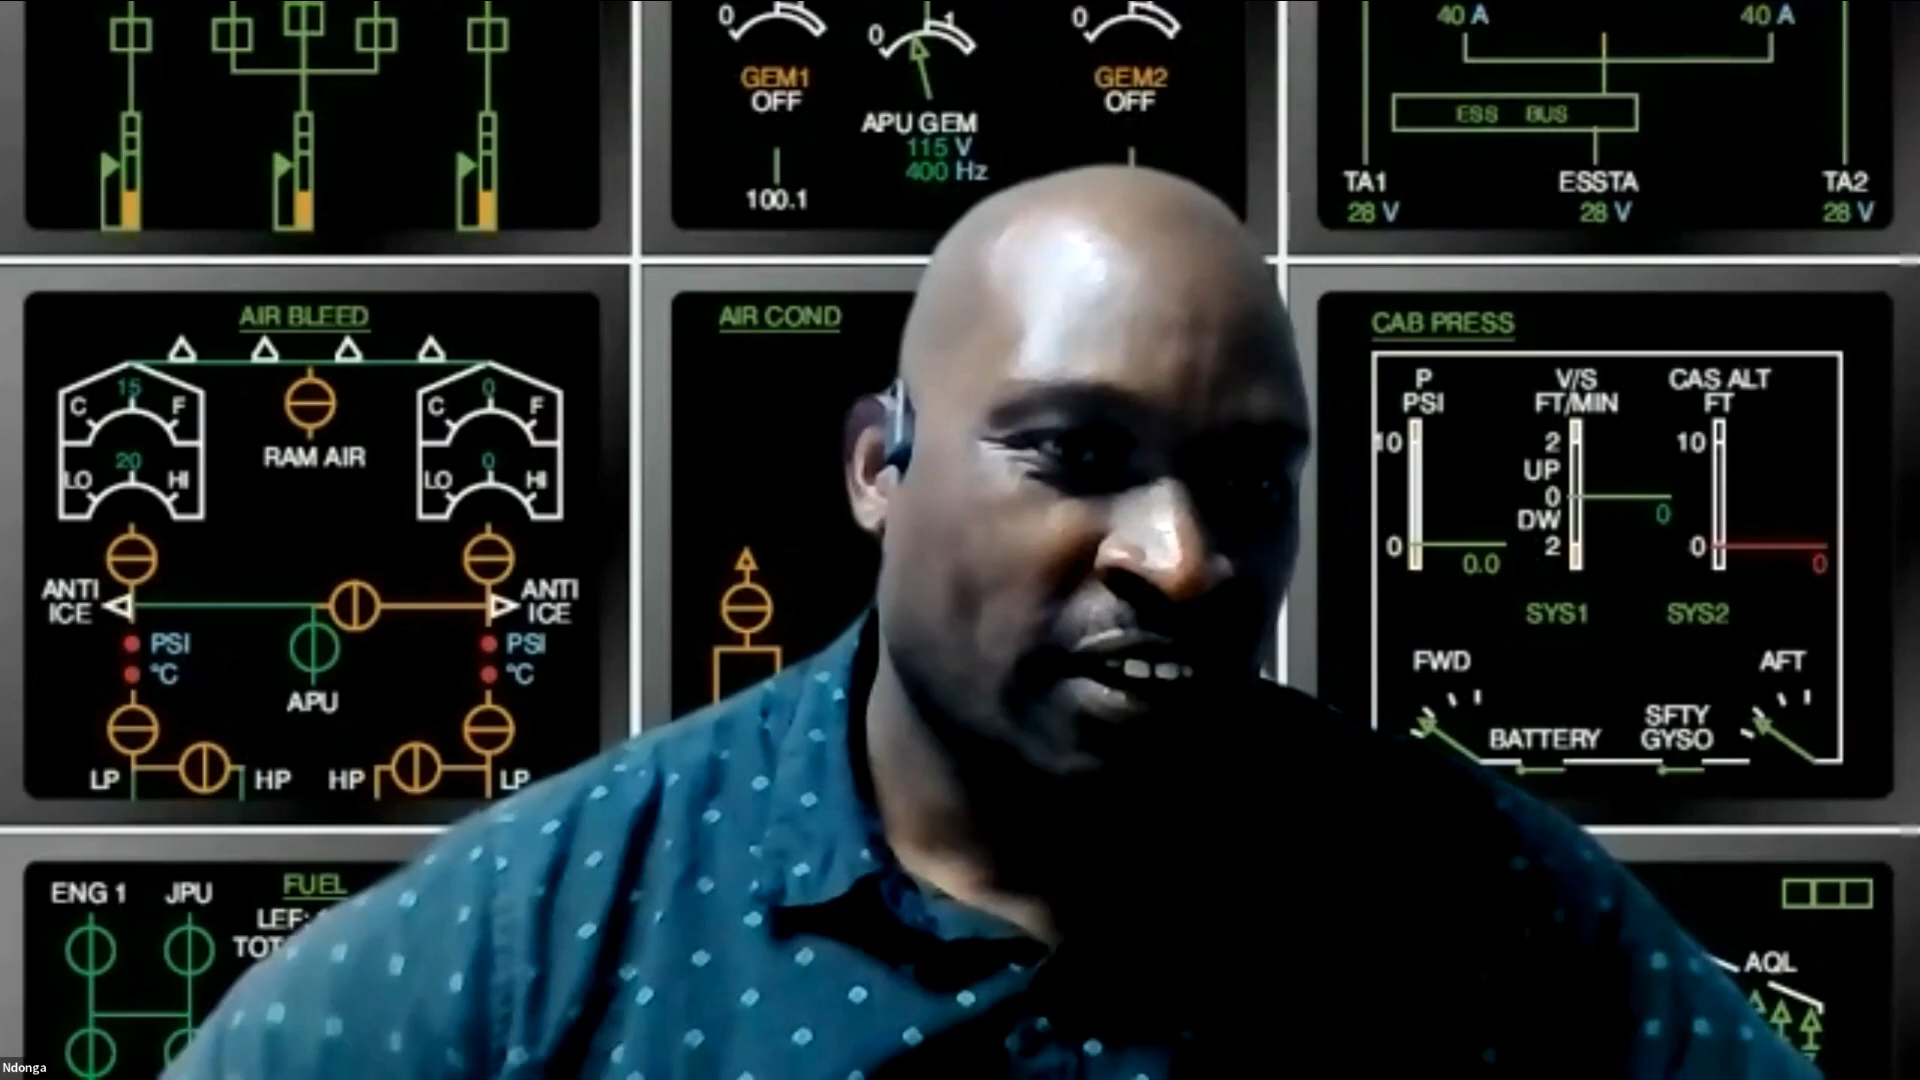 40 A
40 A
0
1
0
1
0
GEM1
OFF
GEM2
OFF
APU GEM
115 V
400 Hz
100.1
ESS BUS
TA1
28 V
ESSTA
28 V
TA2
28 V
AIR BLEED
15
C F
20
LO HI
0
C F
0
LO HI
RAM AIR
ANTI
ICE
ANTI
ICE
PSI
°C
PSI
°C
APU
LP
HP
HP
LP
AIR COND
CAB PRESS
P
PSI
10
0
0.0
V/S
FT/MIN
2
UP
0
DW
2
0
CAS ALT
FT
10
0
0
SYS1
SYS2
FWD
AFT
BATTERY
SFTY
GYSO
ENG 1
JPU
FUEL
LEF:
TOT
AQL
Ndonga